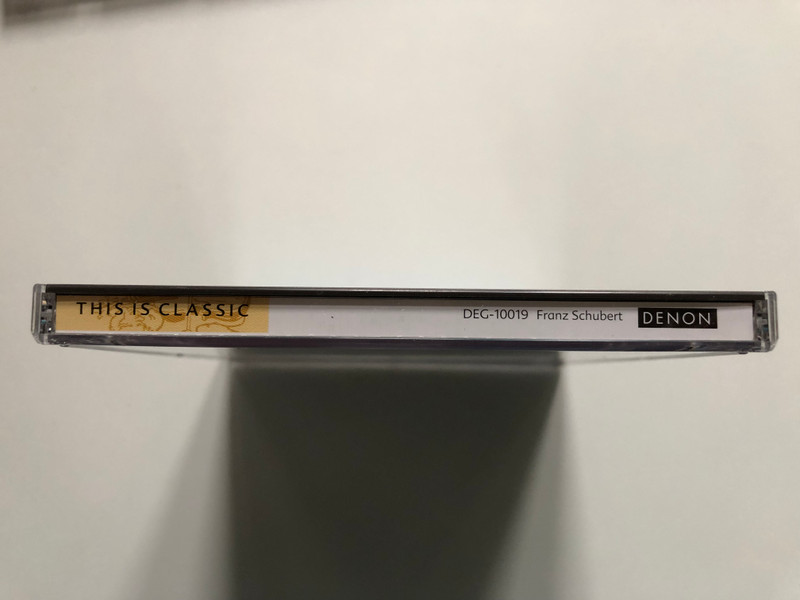 THIS IS CLASSIC DEG-10019 Franz Schubert DENON